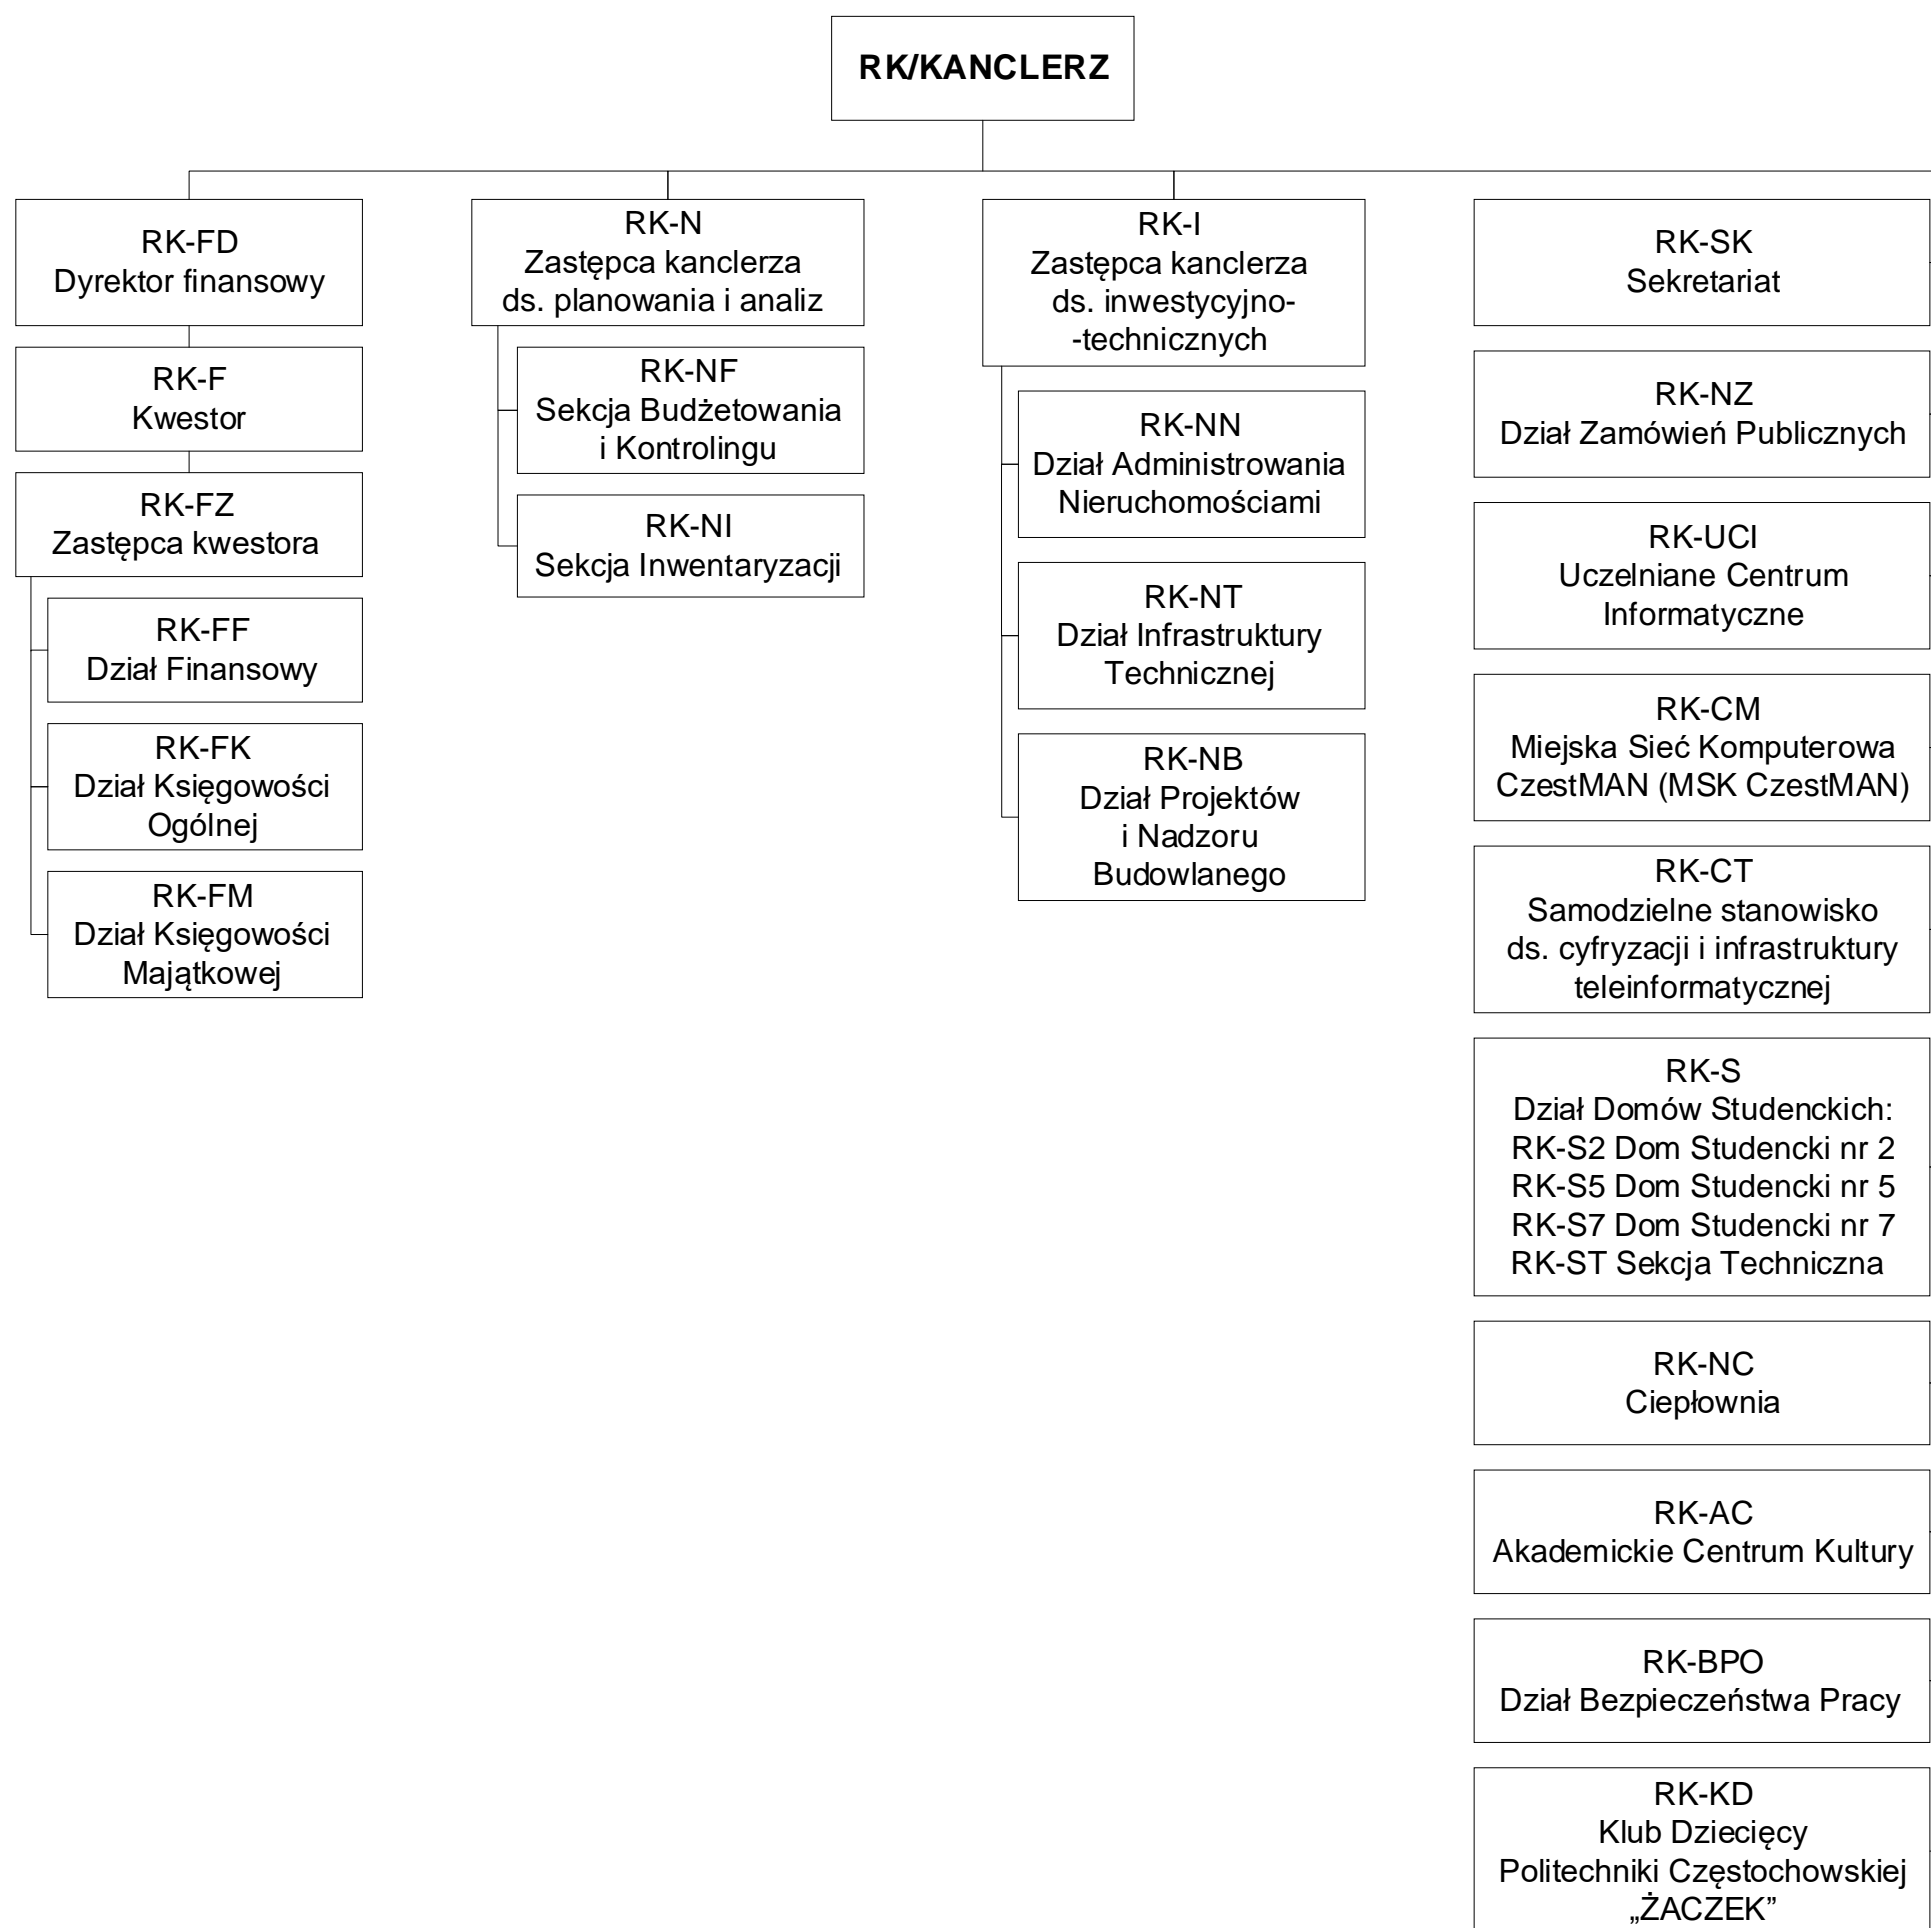 RK/KANCLERZ
RK-FD
Dyrektor finansowy
RK-F
Kwestor
RK-FZ
Zastępca kwestora
RK-FF
Dział Finansowy
RK-FK
Dział Księgowości
Ogólnej
RK-FM
Dział Księgowości
Majątkowej
RK-N
Zastępca kanclerza
ds. planowania i analiz
RK-NF
Sekcja Budżetowania
i Kontrolingu
RK-NI
Sekcja Inwentaryzacji
RK-I
Zastępca kanclerza
ds. inwestycyjno-
-technicznych
RK-NN
Dział Administrowania
Nieruchomościami
RK-NT
Dział Infrastruktury
Technicznej
RK-NB
Dział Projektów
i Nadzoru
Budowlanego
RK-SK
Sekretariat
RK-NZ
Dział Zamówień Publicznych
RK-UCI
Uczelniane Centrum
Informatyczne
RK-CM
Miejska Sieć Komputerowa
CzestMAN (MSK CzestMAN)
RK-CT
Samodzielne stanowisko
ds. cyfryzacji i infrastruktury
teleinformatycznej
RK-S
Dział Domów Studenckich:
RK-S2 Dom Studencki nr 2
RK-S5 Dom Studencki nr 5
RK-S7 Dom Studencki nr 7
RK-ST Sekcja Techniczna
RK-NC
Ciepłownia
RK-AC
Akademickie Centrum Kultury
RK-BPO
Dział Bezpieczeństwa Pracy
RK-KD
Klub Dziecięcy
Politechniki Częstochowskiej
„ŻACZEK”